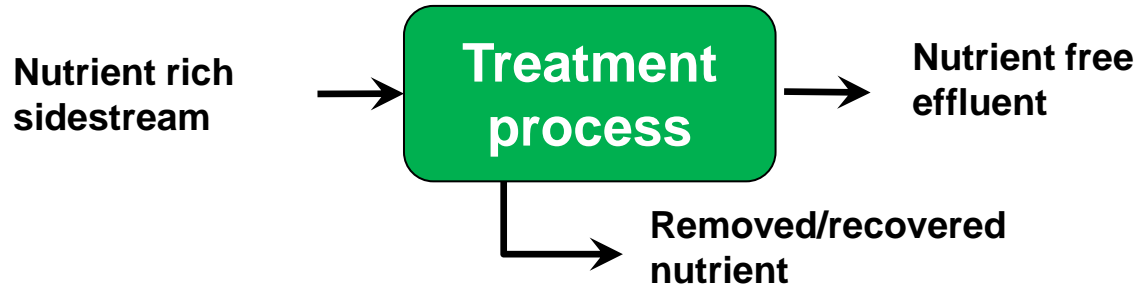 Nutrient rich
sidestream
Treatment
process
Nutrient free
effluent
Removed/recovered
nutrient